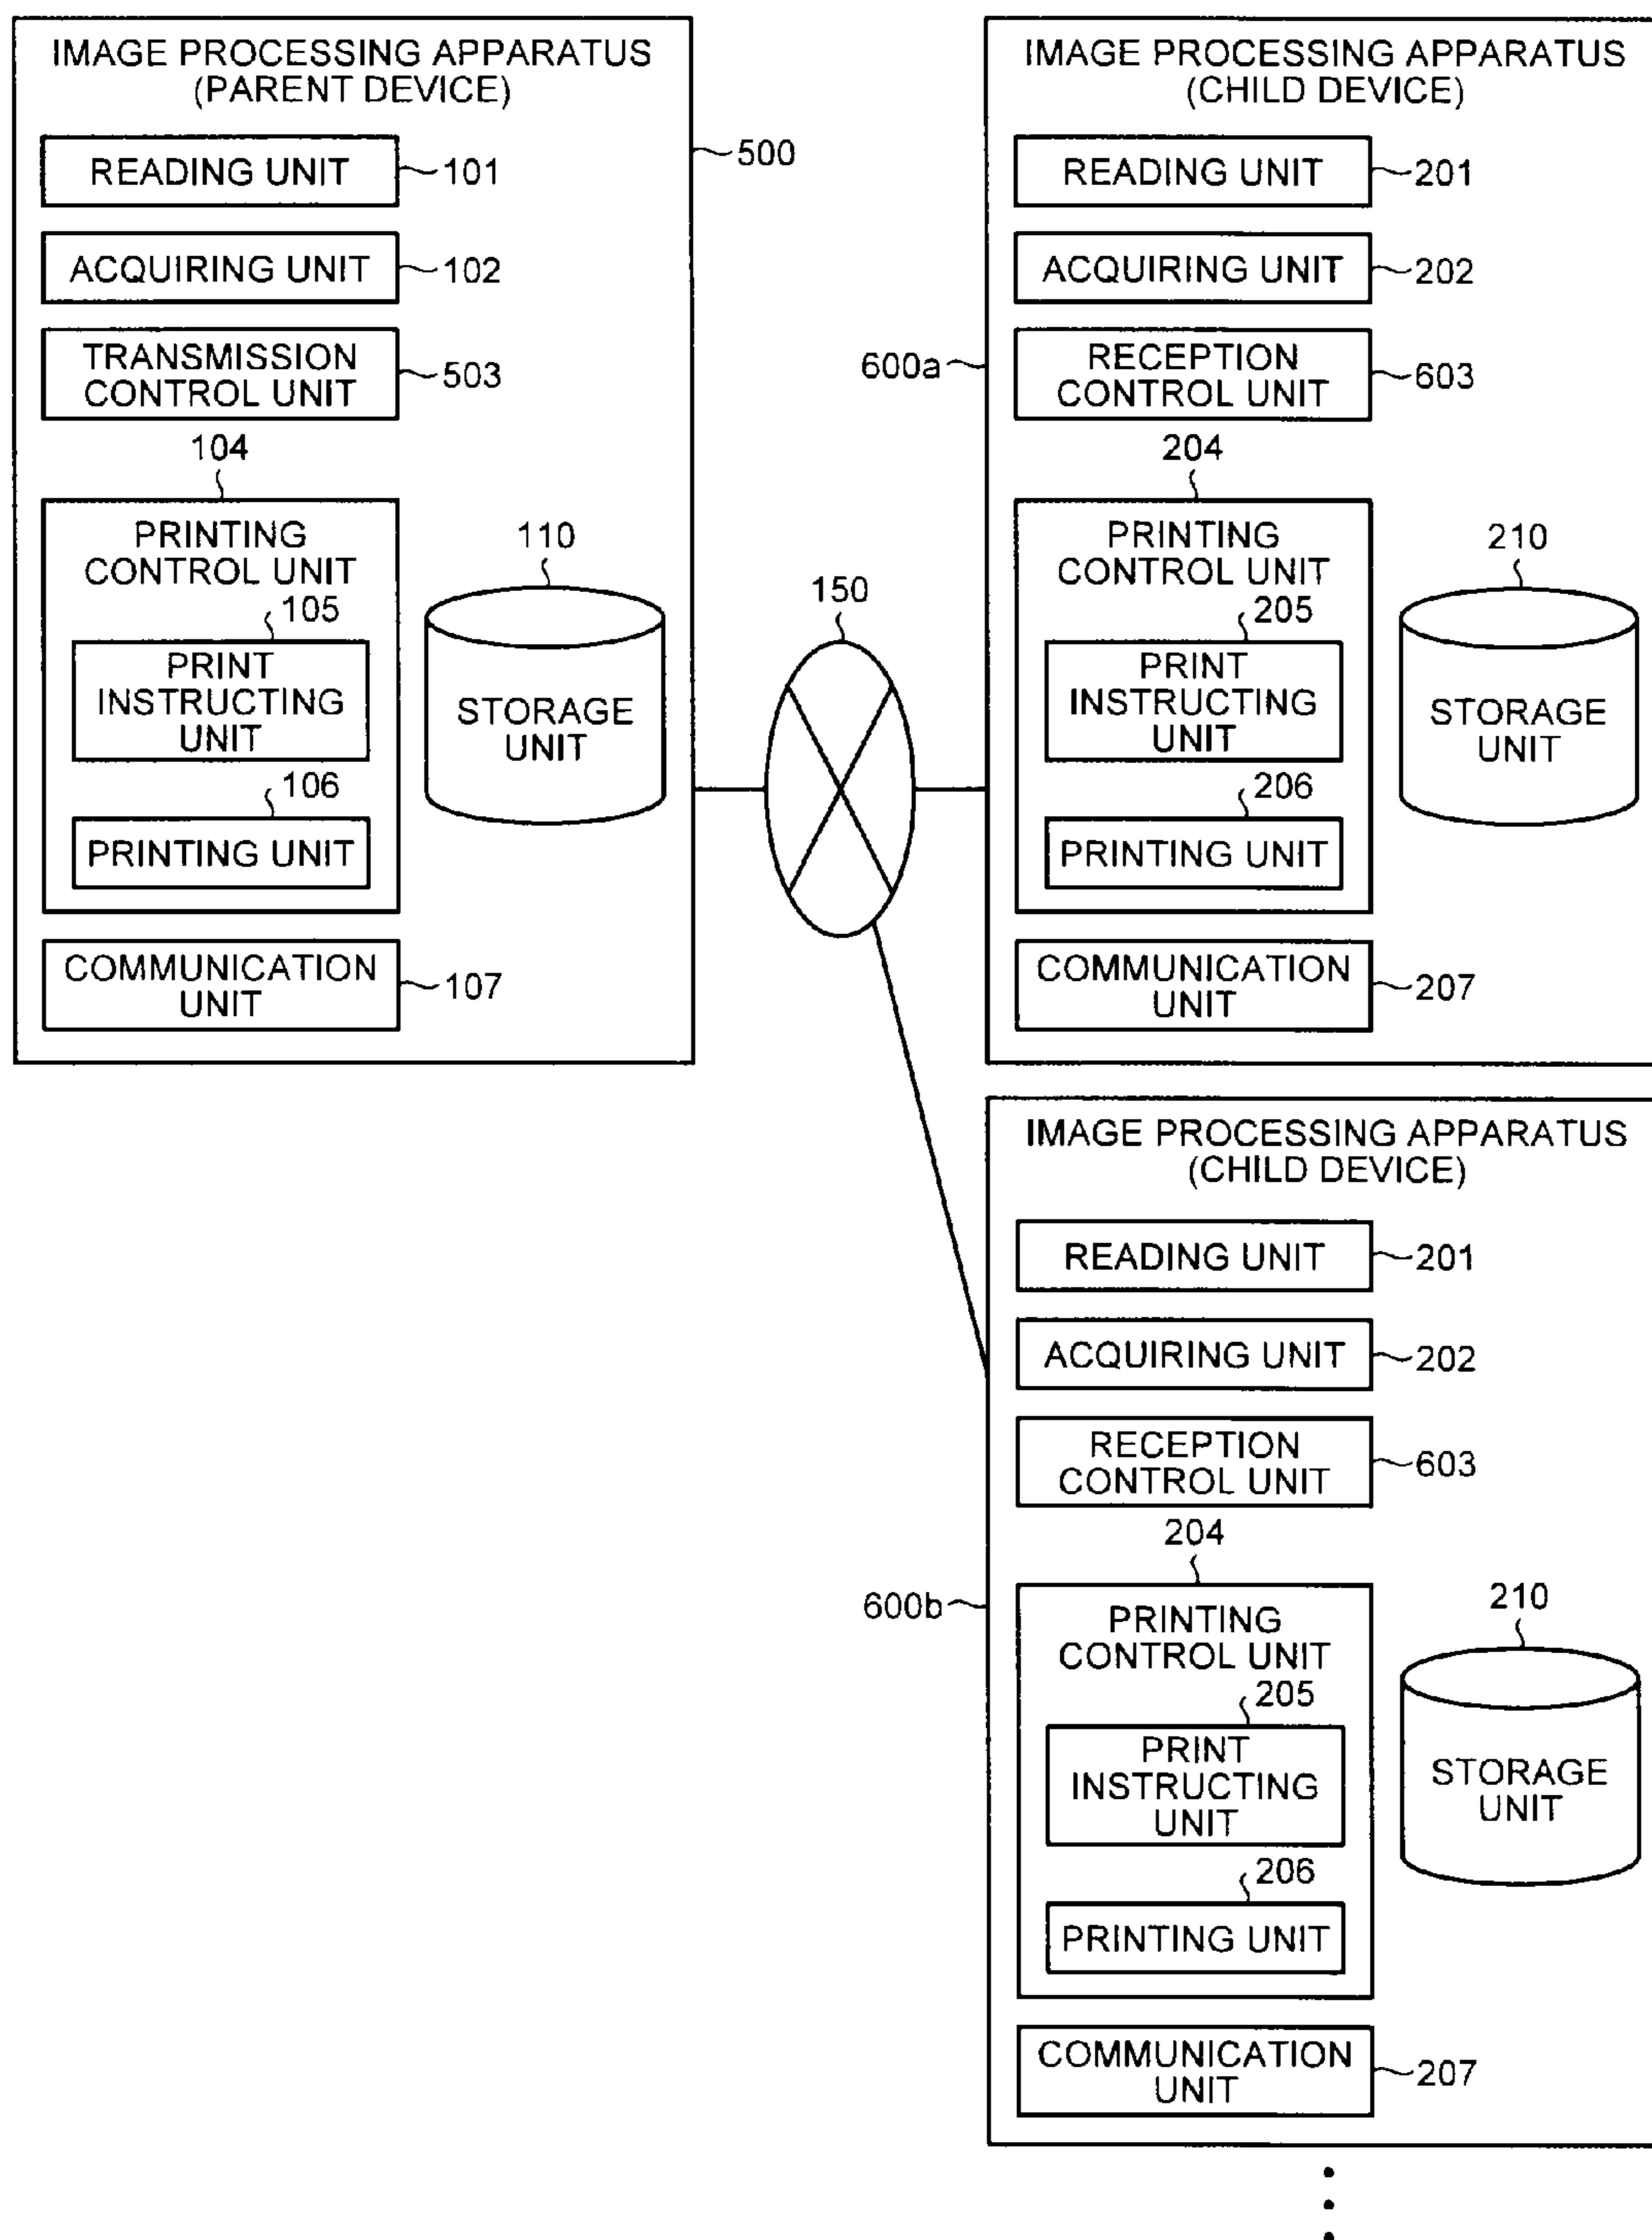 IMAGE PROCESSING APPARATUS
(PARENT DEVICE)
500
READING UNIT
101
ACQUIRING UNIT
102
TRANSMISSION
CONTROL UNIT
503
104
PRINTING
CONTROL UNIT
105
PRINT
INSTRUCTING
UNIT
106
PRINTING UNIT
110
STORAGE
UNIT
COMMUNICATION
UNIT
107
150
IMAGE PROCESSING APPARATUS
(CHILD DEVICE)
600a
READING UNIT
201
ACQUIRING UNIT
202
RECEPTION
CONTROL UNIT
603
204
PRINTING
CONTROL UNIT
205
PRINT
INSTRUCTING
UNIT
206
PRINTING UNIT
210
STORAGE
UNIT
COMMUNICATION
UNIT
207
IMAGE PROCESSING APPARATUS
(CHILD DEVICE)
600b
READING UNIT
201
ACQUIRING UNIT
202
RECEPTION
CONTROL UNIT
603
204
PRINTING
CONTROL UNIT
205
PRINT
INSTRUCTING
UNIT
206
PRINTING UNIT
210
STORAGE
UNIT
COMMUNICATION
UNIT
207